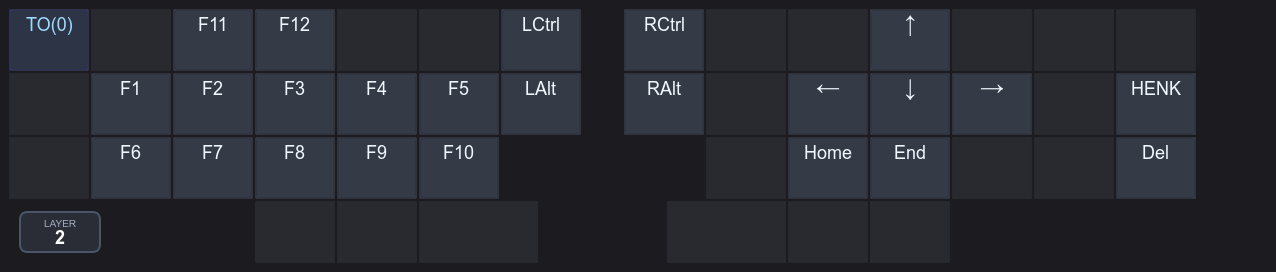 TO(0) F11 F12 LCtrl RCtrl ↑
F1 F2 F3 F4 F5 LAlt RAlt ← ↓ → HENK
F6 F7 F8 F9 F10 Home End Del
LAYER
2